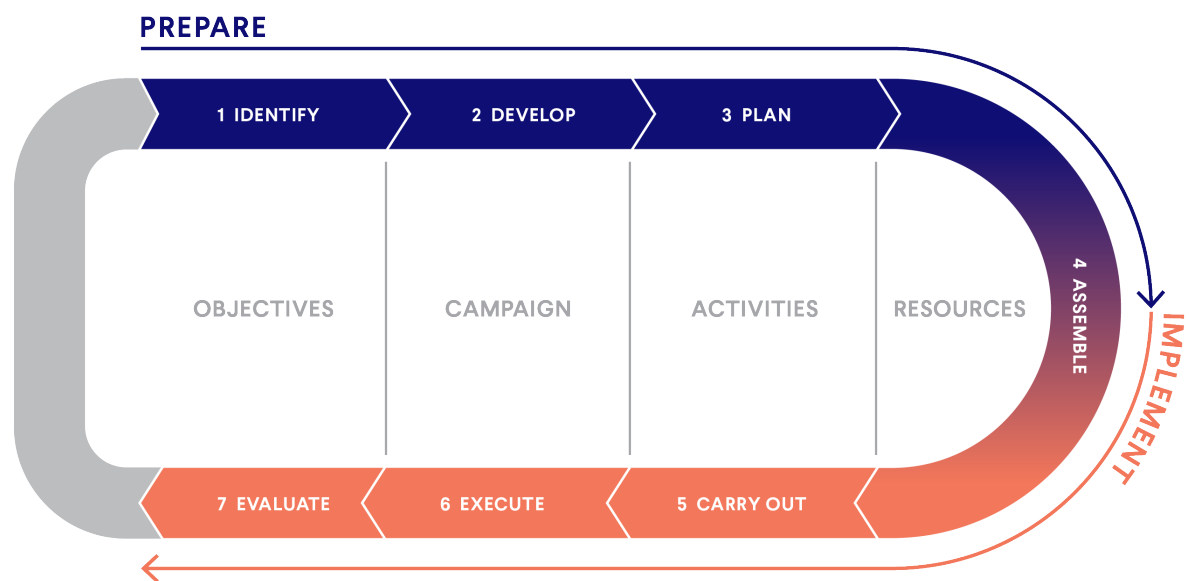 PREPARE
1 IDENTIFY
2 DEVELOP
3 PLAN
4 ASSEMBLE
OBJECTIVES
CAMPAIGN
ACTIVITIES
RESOURCES
IMPLEMENT
7 EVALUATE
6 EXECUTE
5 CARRY OUT